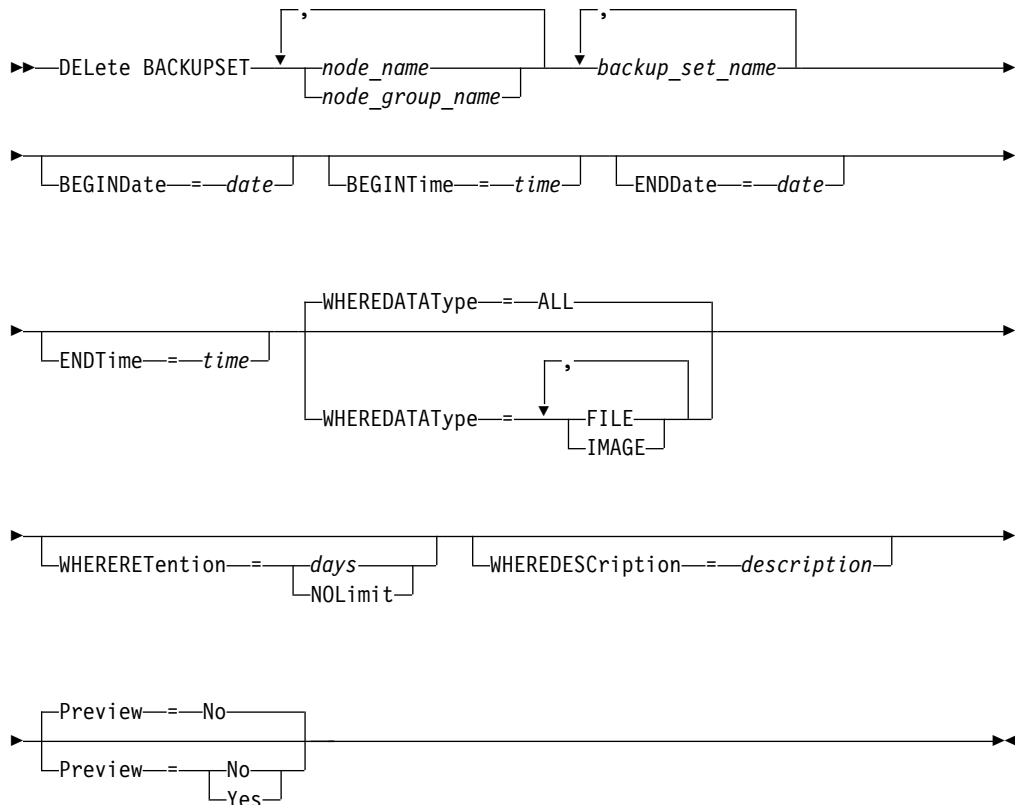 , ,
DELete BACKUPSET node_name backup_set_name
node_group_name
BEGINDate = date BEGINTime = time ENDDate = date
WHEREDATAType = ALL
ENDTime = time
,
WHEREDATAType = FILE
IMAGE
WHERERETention = days WHEREDESCription = description
NOLimit
Preview = No
Preview = No
Yes